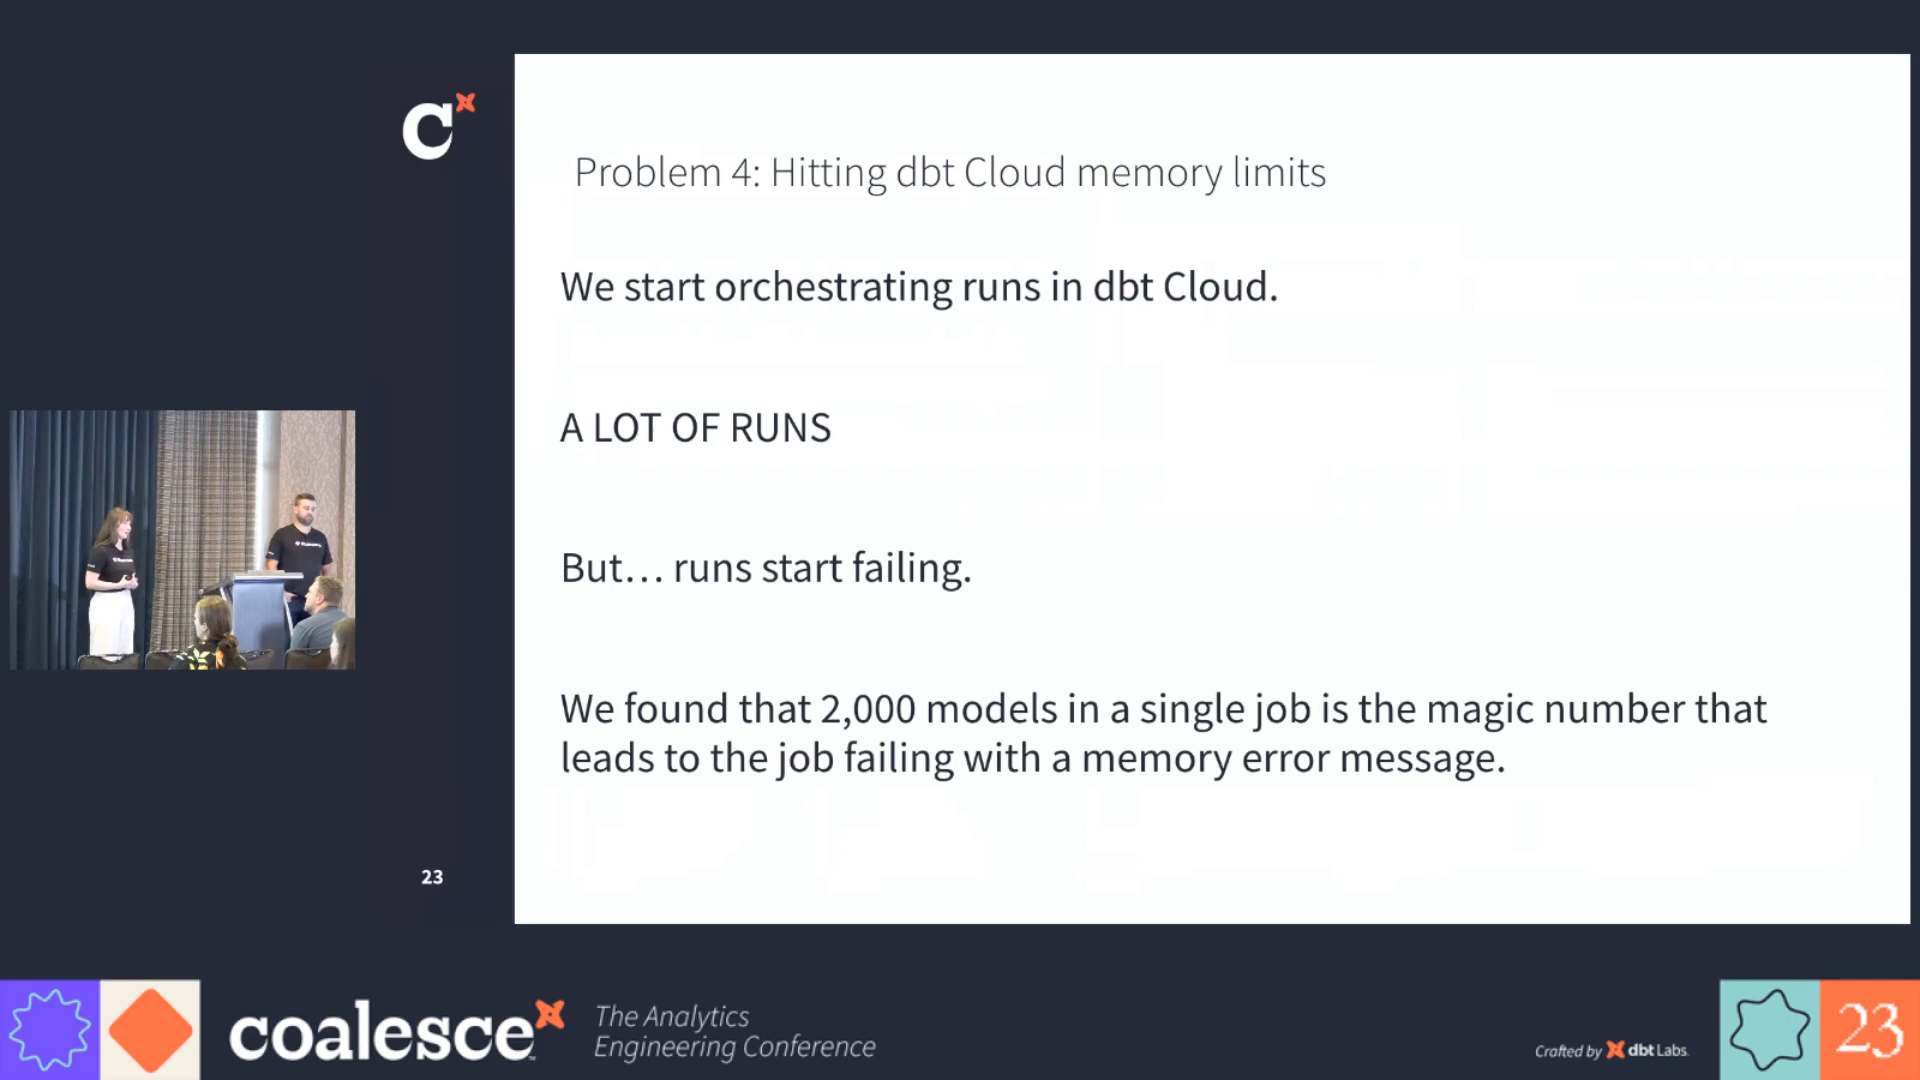 Problem 4: Hitting dbt Cloud memory limits
We start orchestrating runs in dbt Cloud.
A LOT OF RUNS
But... runs start failing.
We found that 2,000 models in a single job is the magic number that
leads to the job failing with a memory error message.
23
coalesce
The Analytics
Engineering Conference
Crafted by dbt Labs
23